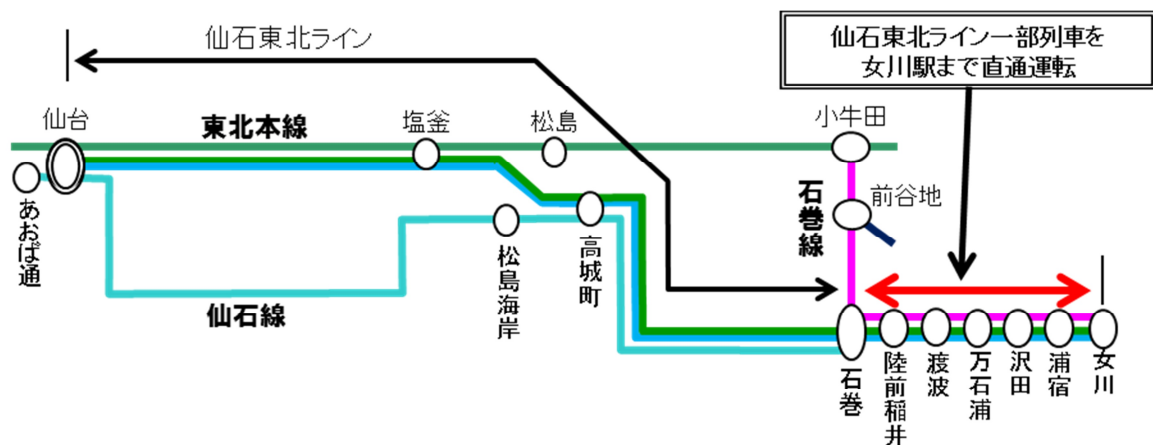 仙石東北ライン
仙石東北ライン一部列車を
女川駅まで直通運転
仙台
東北本線
塩釜
松島
小牛田
あおば通
石巻線
前谷地
仙石線
松島海岸
高城町
石巻
陸前稲井
渡波
万石浦
沢田
浦宿
女川